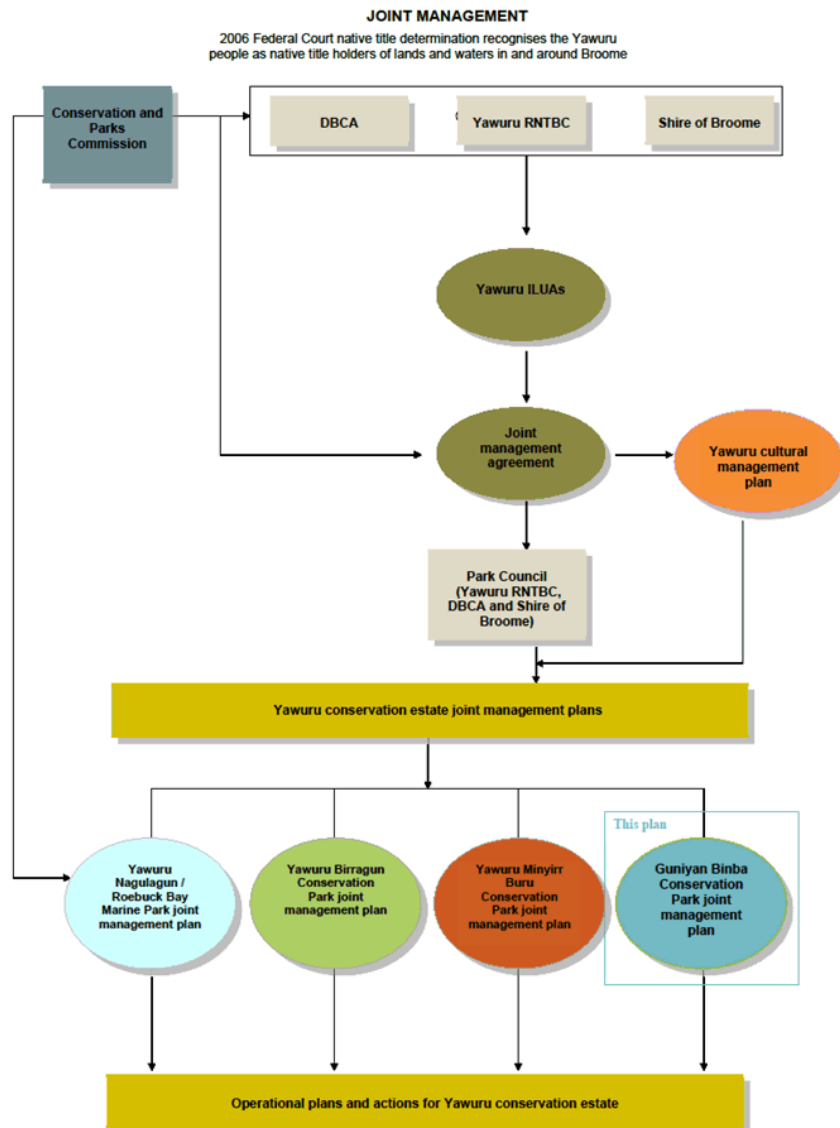 JOINT MANAGEMENT
2006 Federal Court native title determination recognises the Yawuru
people as native title holders of lands and waters in and around Broome
Conservation and
Parks
Commission
DBCA
Yawuru RNTBC
Shire of Broome
Yawuru ILUAs
Joint
management
agreement
Yawuru cultural
management
plan
Park Council
(Yawuru RNTBC,
DBCA and Shire of
Broome)
Yawuru conservation estate joint management plans
This plan
Yawuru
Nagulagun /
Roebuck Bay
Marine Park joint
management plan
Yawuru Birragun
Conservation
Park joint
management plan
Yawuru Minyirr
Buru
Conservation
Park joint
management plan
Guniyan Binba
Conservation
Park joint
management
plan
Operational plans and actions for Yawuru conservation estate